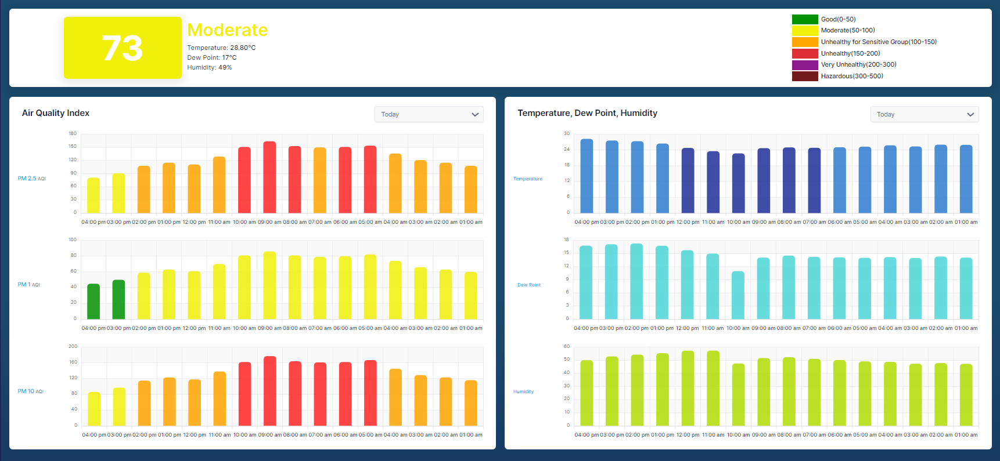 73
Moderate
Temperature: 28.80°C
Dew Point: 17°C
Humidity: 49%
Good(0-50)
Moderate(50-100)
Unhealthy for Sensitive Group(100-150)
Unhealthy(150-200)
Very Unhealthy(200-300)
Hazardous(300-500)
Air Quality Index
Today
PM 2.5 AQI
180
150
120
90
60
30
0
04:00 pm 03:00 pm 02:00 pm 01:00 pm 12:00 pm 11:00 am 10:00 am 09:00 am 08:00 am 07:00 am 06:00 am 05:00 am 04:00 am 03:00 am 02:00 am 01:00 am
PM 1 AQI
100
80
60
40
20
0
04:00 pm 03:00 pm 02:00 pm 01:00 pm 12:00 pm 11:00 am 10:00 am 09:00 am 08:00 am 07:00 am 06:00 am 05:00 am 04:00 am 03:00 am 02:00 am 01:00 am
PM 10 AQI
200
160
120
80
40
0
04:00 pm 03:00 pm 02:00 pm 01:00 pm 12:00 pm 11:00 am 10:00 am 09:00 am 08:00 am 07:00 am 06:00 am 05:00 am 04:00 am 03:00 am 02:00 am 01:00 am
Temperature, Dew Point, Humidity
Today
Temperature
30
24
18
12
6
0
04:00 pm 03:00 pm 02:00 pm 01:00 pm 12:00 pm 11:00 am 10:00 am 09:00 am 08:00 am 07:00 am 06:00 am 05:00 am 04:00 am 03:00 am 02:00 am 01:00 am
Dew Point
18
15
12
9
6
3
0
04:00 pm 03:00 pm 02:00 pm 01:00 pm 12:00 pm 11:00 am 10:00 am 09:00 am 08:00 am 07:00 am 06:00 am 05:00 am 04:00 am 03:00 am 02:00 am 01:00 am
Humidity
60
50
40
30
20
10
0
04:00 pm 03:00 pm 02:00 pm 01:00 pm 12:00 pm 11:00 am 10:00 am 09:00 am 08:00 am 07:00 am 06:00 am 05:00 am 04:00 am 03:00 am 02:00 am 01:00 am